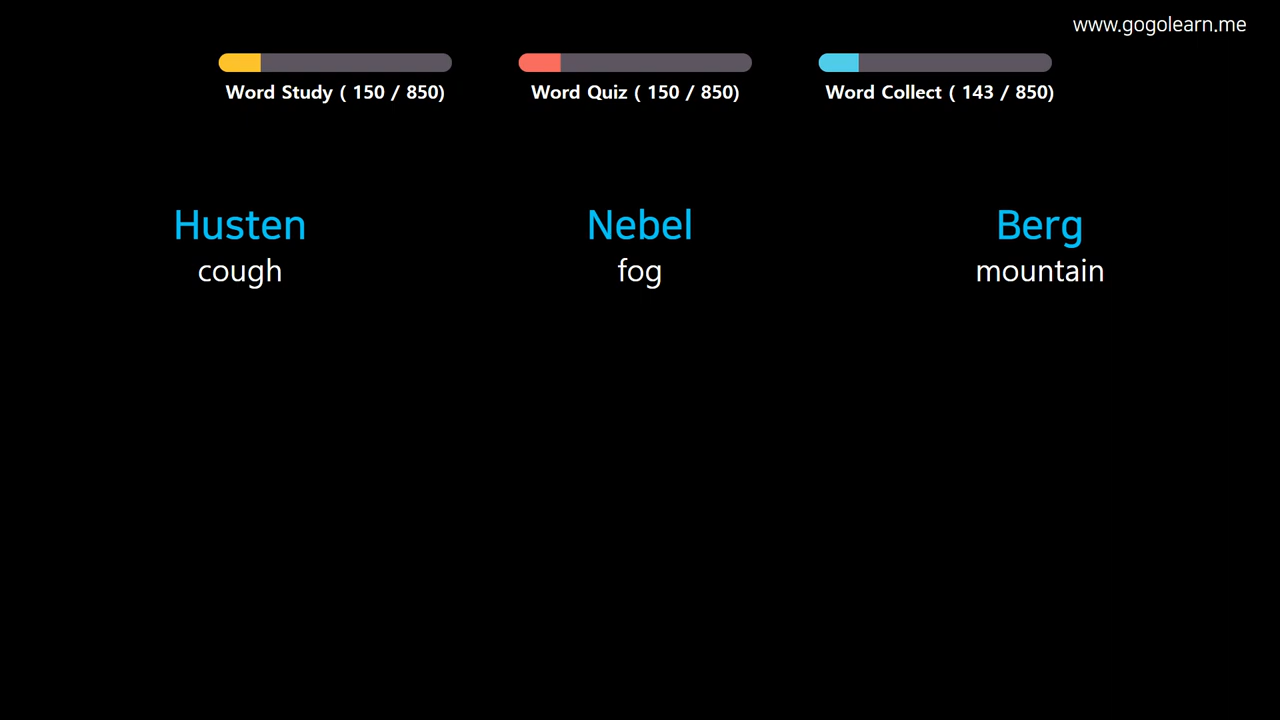 www.gogolearn.me
Word Study ( 150 / 850)
Word Quiz ( 150 / 850)
Word Collect ( 143 / 850)
Husten
cough
Nebel
fog
Berg
mountain